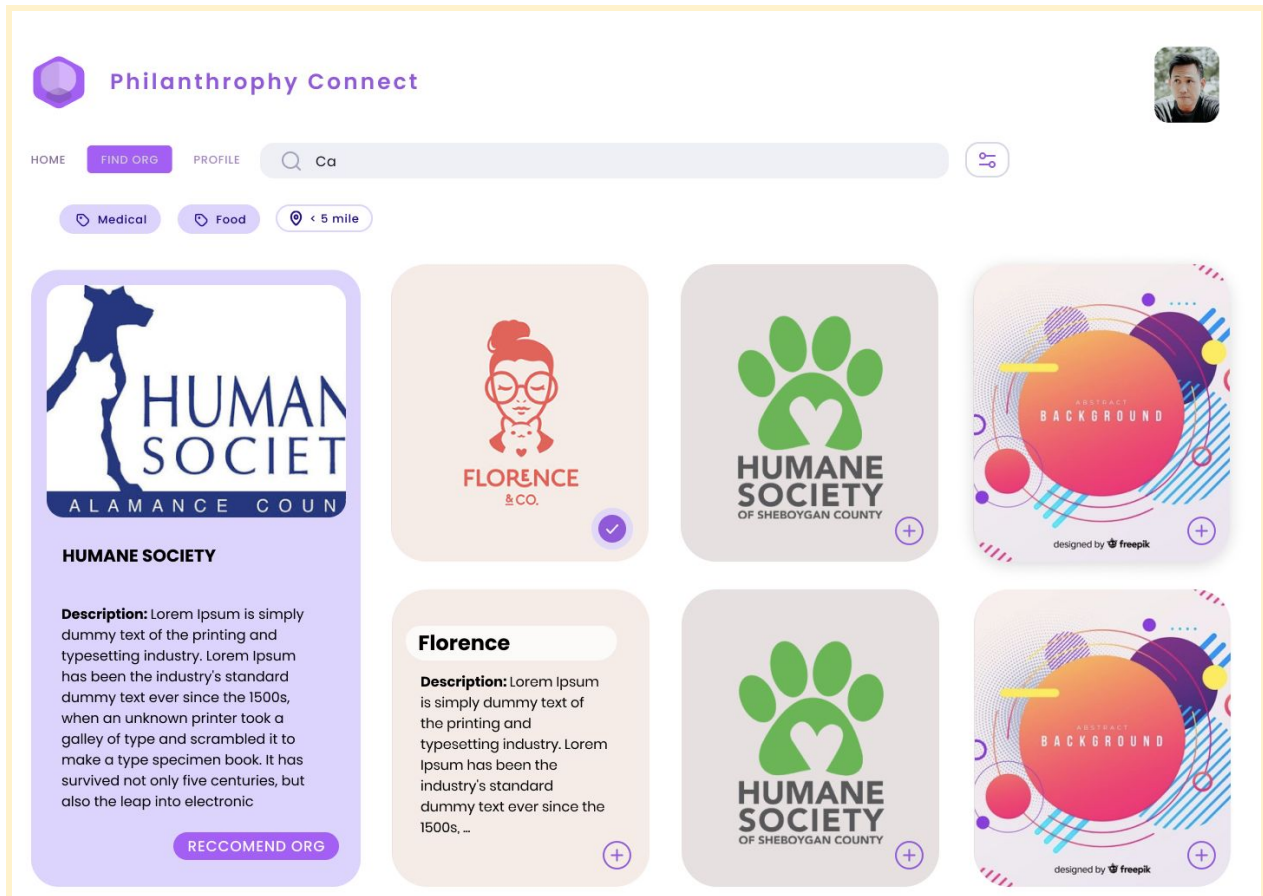 Philanthrophy Connect
HOME
FIND ORG
PROFILE
Ca
Medical
Food
< 5 mile
HUMAN
SOCIET
ALAMANCE COUN
HUMANE SOCIETY
Description: Lorem Ipsum is simply
dummy text of the printing and
typesetting industry. Lorem Ipsum
has been the industry's standard
dummy text ever since the 1500s,
when an unknown printer took a
galley of type and scrambled it to
make a type specimen book. It has
survived not only five centuries, but
also the leap into electronic
RECCOMEND ORG
FLORENCE
& CO.
HUMANE
SOCIETY
OF SHEBOYGAN COUNTY
ABSTRACT
BACKGROUND
designed by freepik
Florence
Description: Lorem Ipsum
is simply dummy text of
the printing and
typesetting industry. Lorem
Ipsum has been the
industry's standard
dummy text ever since the
1500s, …
HUMANE
SOCIETY
OF SHEBOYGAN COUNTY
ABSTRACT
BACKGROUND
designed by freepik